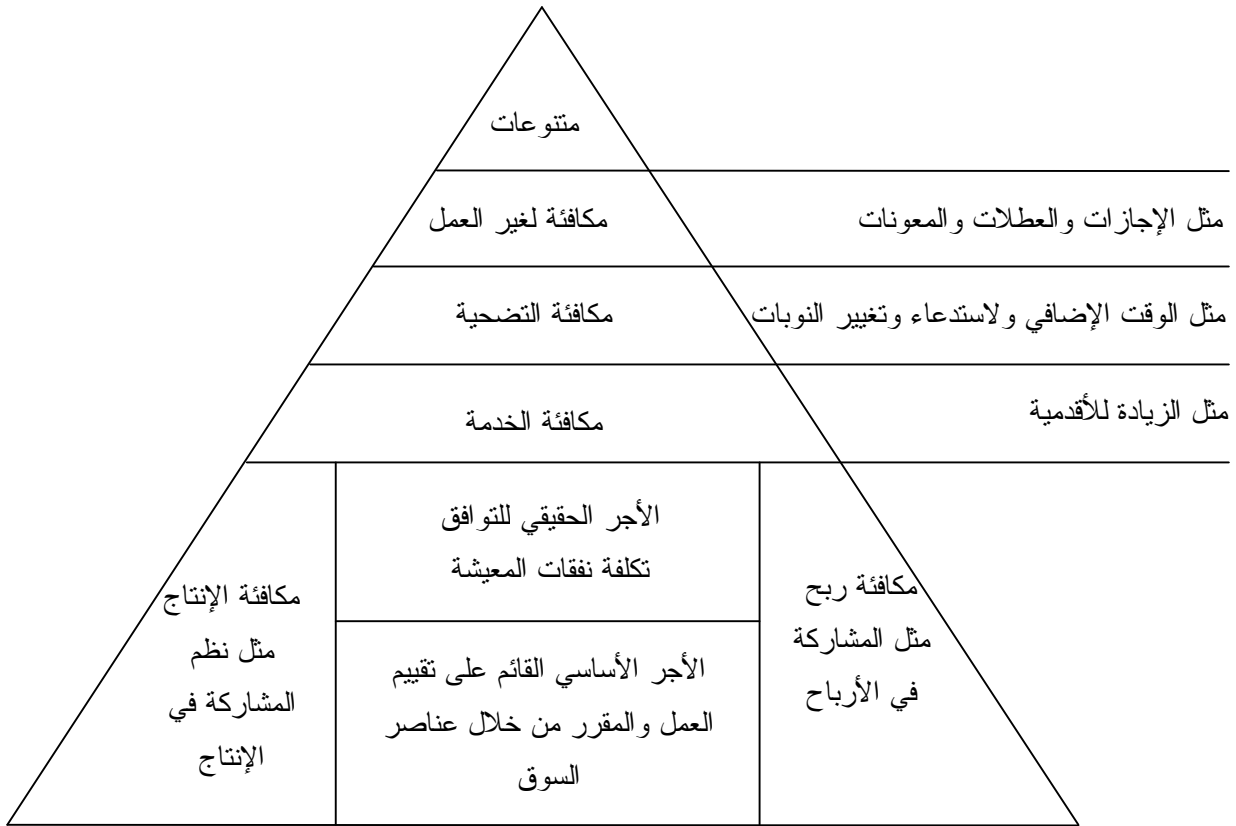 متنوعات
مكافئة لغير العمل
مثل الإجازات والعطلات والمعونات
مكافئة التضحية
مثل الوقت الإضافي ولاستدعاء وتغيير النوبات
مكافئة الخدمة
مثل الزيادة للأقدمية
مكافئة ربح
مثل المشاركة
في الأرباح
الأجر الحقيقي للتوافق
تكلفة نفقات المعيشة
الأجر الأساسي القائم على تقييم
العمل والمقرر من خلال عناصر
السوق
مكافئة الإنتاج
مثل نظم
المشاركة في
الإنتاج